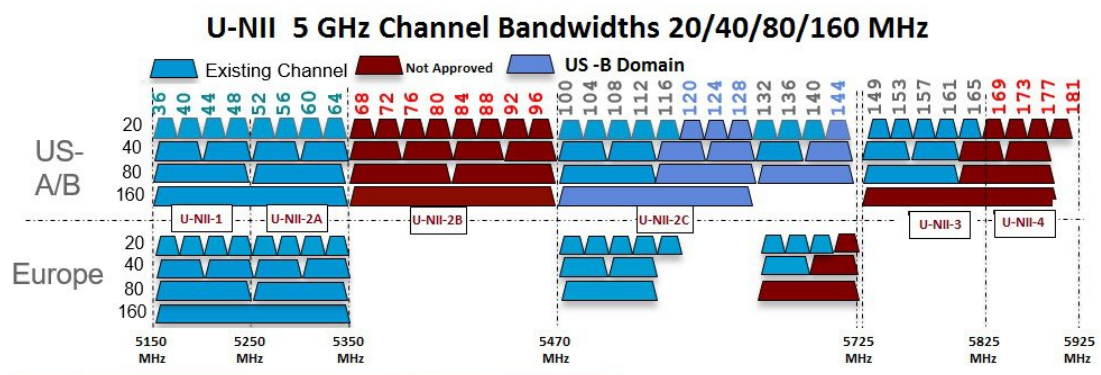 U-NII 5 GHz Channel Bandwidths 20/40/80/160 MHz
Existing Channel Not Approved US -B Domain
36 40 44 48 52 56 60 64 68 72 76 80 84 88 92 96 100 104 108 112 116 120 124 128 132 136 140 144 149 153 157 161 165 169 173 177 181
US-
A/B
20
40
80
160
U-NII-1 U-NII-2A U-NII-2B U-NII-2C U-NII-3 U-NII-4
Europe
20
40
80
160
5150 5250 5350 5470 5725 5825 5925
MHz MHz MHz MHz MHz MHz MHz